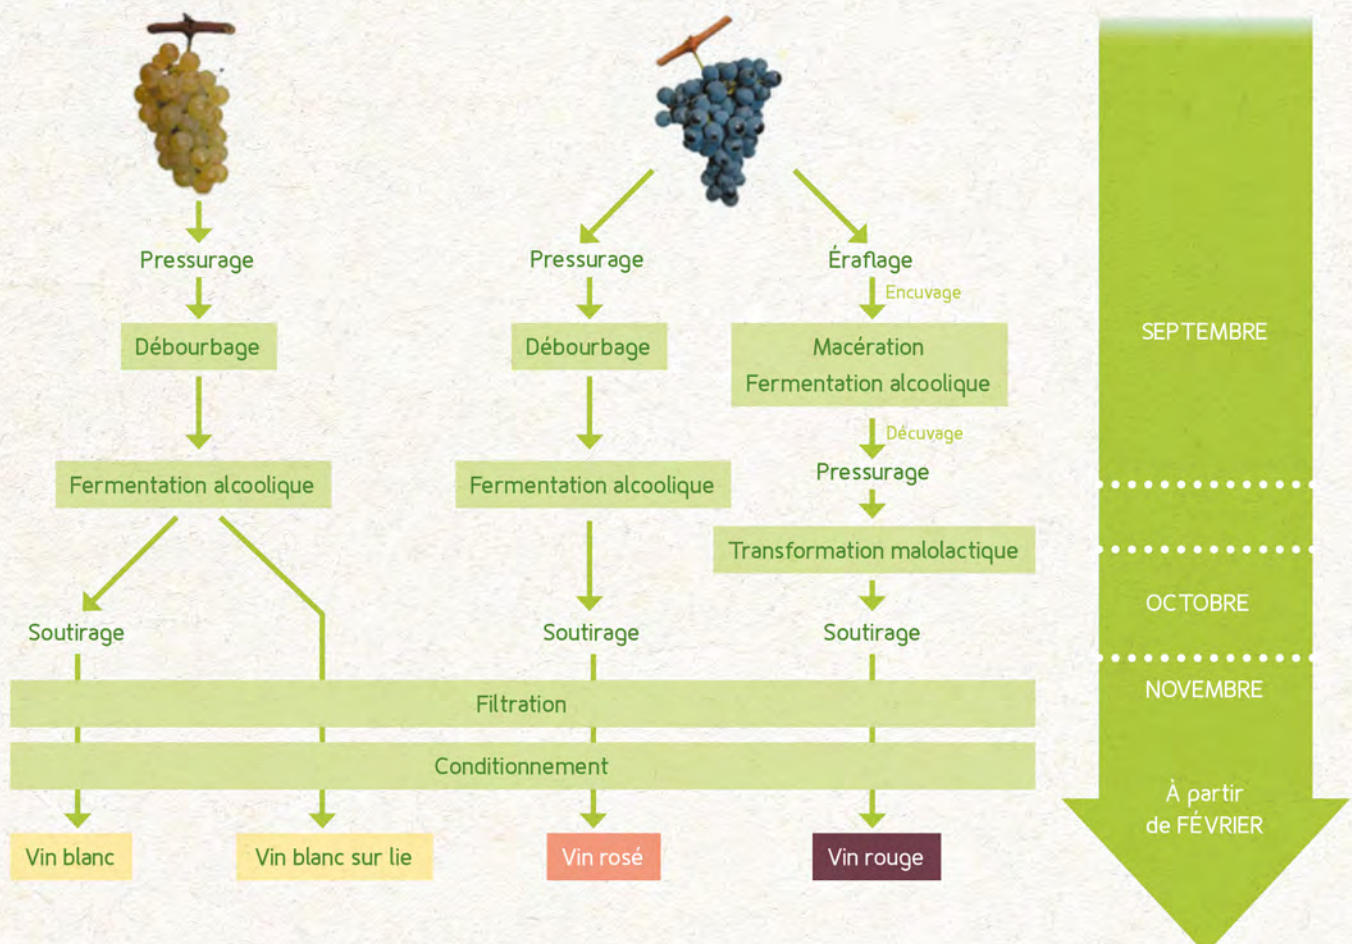 Pressurage
Pressurage
Éraflage
Encuvage
Débourbage
Débourbage
Macération
Fermentation alcoolique
SEPTEMBRE
Décuvage
Pressurage
Fermentation alcoolique
Fermentation alcoolique
Transformation malolactique
OCTOBRE
Soutirage
Soutirage
Soutirage
NOVEMBRE
Filtration
Conditionnement
À partir
de FÉVRIER
Vin blanc
Vin blanc sur lie
Vin rosé
Vin rouge